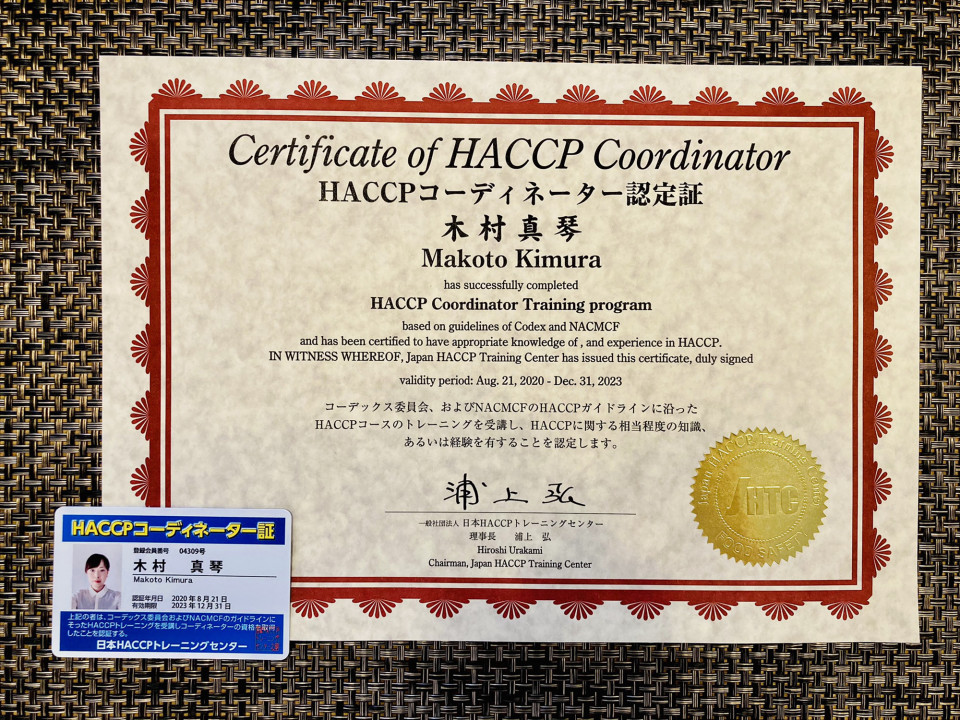 Certificate of HACCP Coordinator
HACCPコーディネーター認定証
木村真琴
Makoto Kimura
has successfully completed
HACCP Coordinator Training program
based on guidelines of Codex and NACMCF
and has been certified to have appropriate knowledge of , and experience in HACCP.
IN WITNESS WHEREOF, Japan HACCP Training Center has issued this certificate, duly signed
validity period: Aug. 21, 2020 - Dec. 31, 2023
コーデックス委員会、およびNACMCFのHACCPガイドラインに沿った
HACCPコースのトレーニングを受講し、HACCPに関する相当程度の知識、
あるいは経験を有することを認定します。
浦上 弘
一般社団法人 日本HACCPトレーニングセンター
理事長 浦上 弘
Hiroshi Urakami
Chairman, Japan HACCP Training Center
Japan HACCP Training Center
JHTC
FOOD SAFETY
HACCPコーディネーター証
登録会員番号 04309号
木村 真琴
Makoto Kimura
認証年月日 2020年8月21日
有効期限 2023年12月31日
上記の者は、コーデックス委員会およびNACMCFのガイドラインに
そったHACCPトレーニングを受講しコーディネーターの資格を取得
したことを認証する。
日本HACCPトレーニングセンター